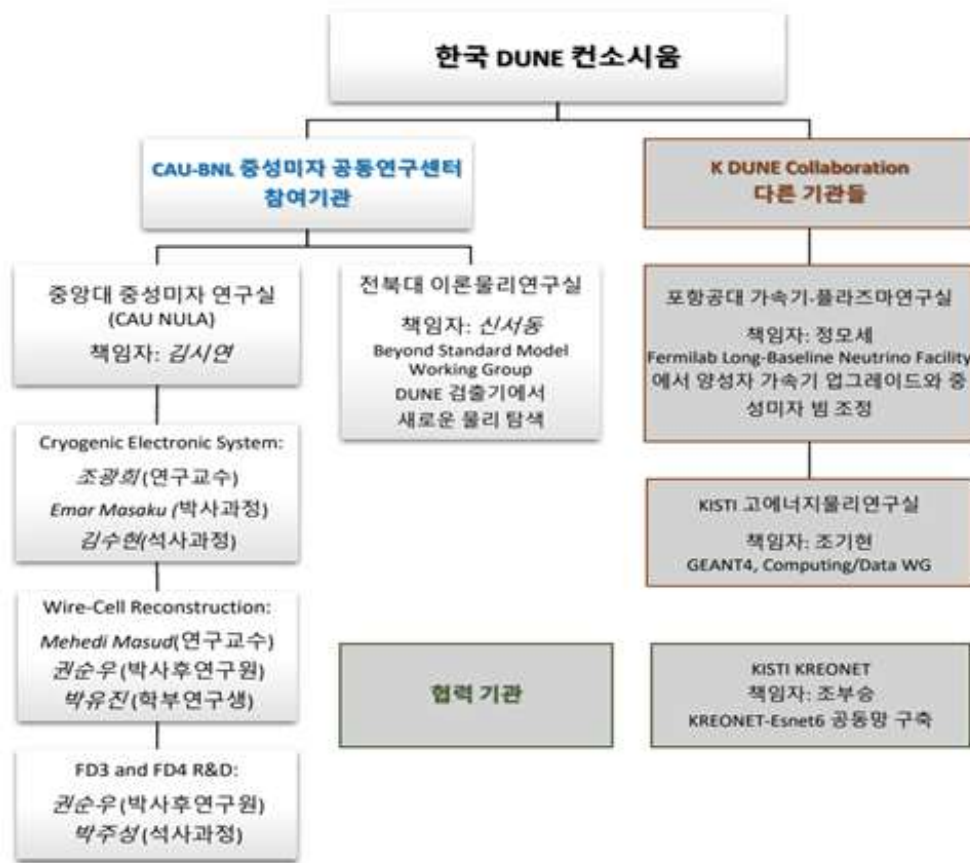 한국 DUNE 컨소시움
CAU-BNL 중성미자 공동연구센터
참여기관
K DUNE Collaboration
다른 기관들
중앙대 중성미자 연구실
(CAU NULA)
책임자: 김시연
전북대 이론물리연구실
책임자: 신서동
Beyond Standard Model
Working Group
DUNE 검출기에서
새로운 물리 탐색
포항공대 가속기-플라즈마연구실
책임자: 정모세
Fermilab Long-Baseline Neutrino Facility
에서 양성자 가속기 업그레이드와 중
성미자 빔 조정
Cryogenic Electronic System:
조광희(연구교수)
Emar Masaku (박사과정)
김수현(석사과정)
KISTI 고에너지물리연구실
책임자: 조기현
GEANT4, Computing/Data WG
Wire-Cell Reconstruction:
Mehedi Masud(연구교수)
권순우(박사후연구원)
박유진(학부연구생)
협력 기관
KISTI KREONET
책임자: 조부승
KREONET-Esnet6 공동망 구축
FD3 and FD4 R&D:
권순우(박사후연구원)
박주성(석사과정)